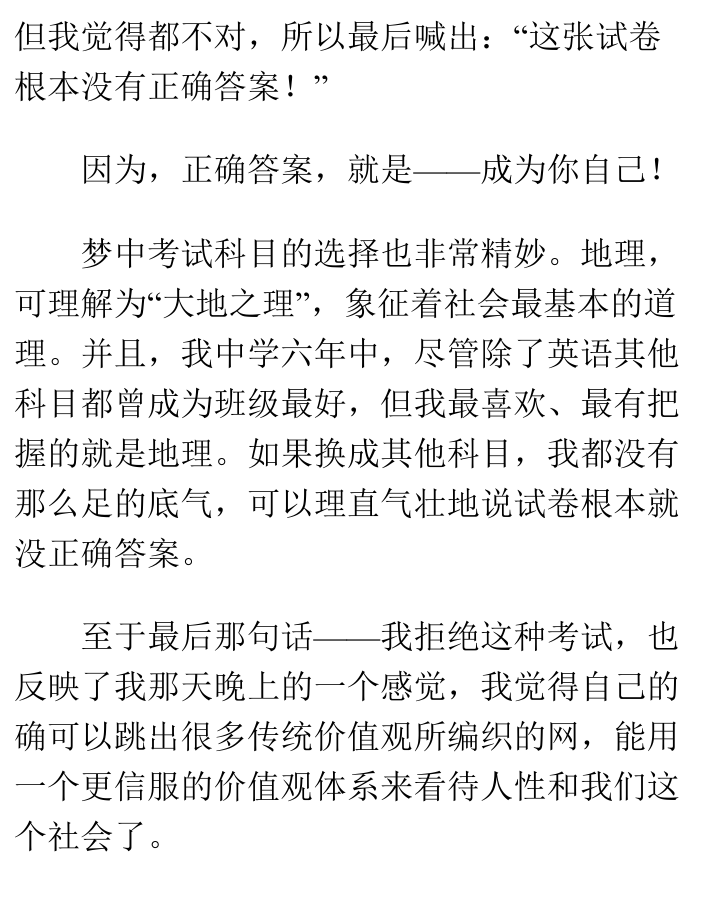 但我觉得都不对，所以最后喊出：“这张试卷
根本没有正确答案！”
因为，正确答案，就是——成为你自己！
梦中考试科目的选择也非常精妙。地理，
可理解为“大地之理”，象征着社会最基本的道
理。并且，我中学六年中，尽管除了英语其他
科目都曾成为班级最好，但我最喜欢、最有把
握的就是地理。如果换成其他科目，我都没有
那么足的底气，可以理直气壮地说试卷根本就
没正确答案。
至于最后那句话——我拒绝这种考试，也
反映了我那天晚上的一个感觉，我觉得自己的
确可以跳出很多传统价值观所编织的网，能用
一个更信服的价值观体系来看待人性和我们这
个社会了。